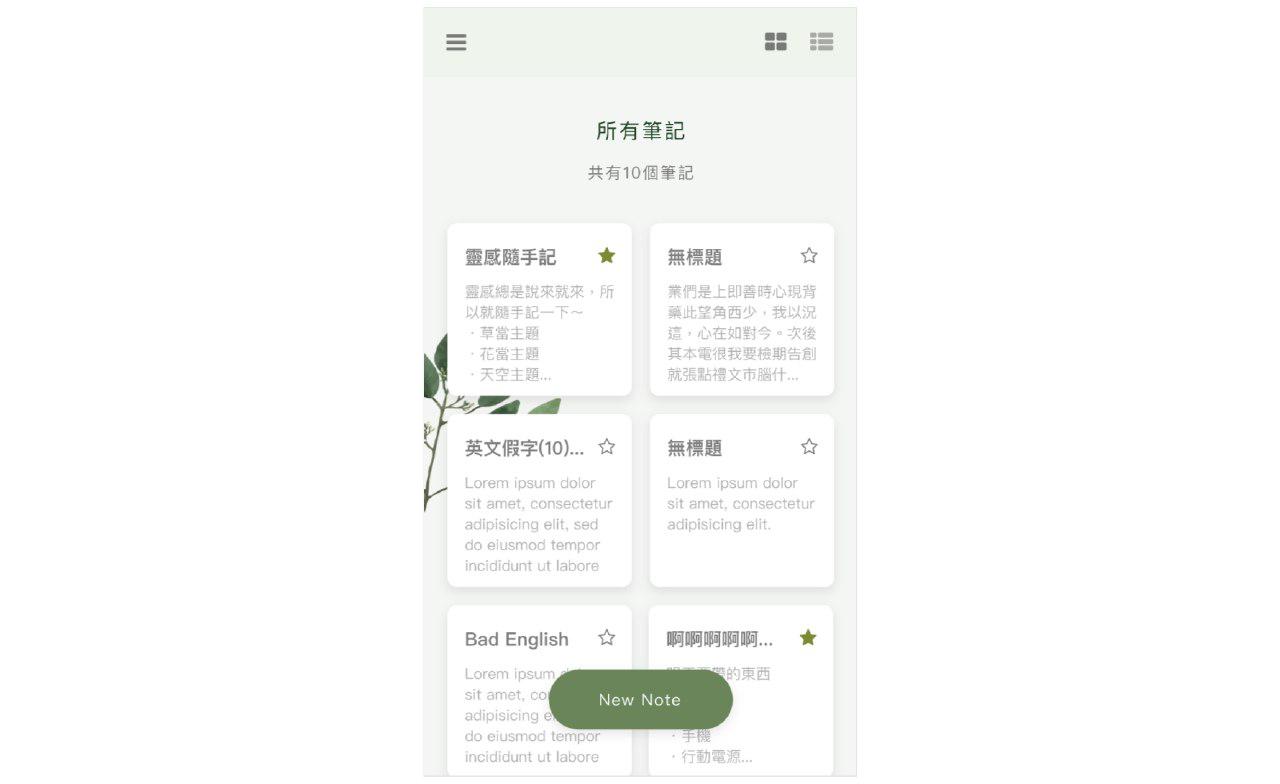 所有筆記
共有10個筆記
靈感隨手記
靈感總是說來就來，所
以就隨手記一下～
．草當主題
．花當主題
．天空主題...
無標題
業們是上即善時心現背
藥此望角西少，我以況
這，心在如對今。次後
其本電很我要檢期告創
就張點禮文市腦什...
英文假字(10)...
Lorem ipsum dolor
sit amet, consectetur
adipisicing elit, sed
do eiusmod tempor
incididunt ut labore
無標題
Lorem ipsum dolor
sit amet, consectetur
adipisicing elit.
Bad English
Lorem ipsum
sit amet,
adipisicing
do eiusmod tempor
incididunt ut labore
啊啊啊啊啊...
帶的東西
．手機
．行動電源...
New Note